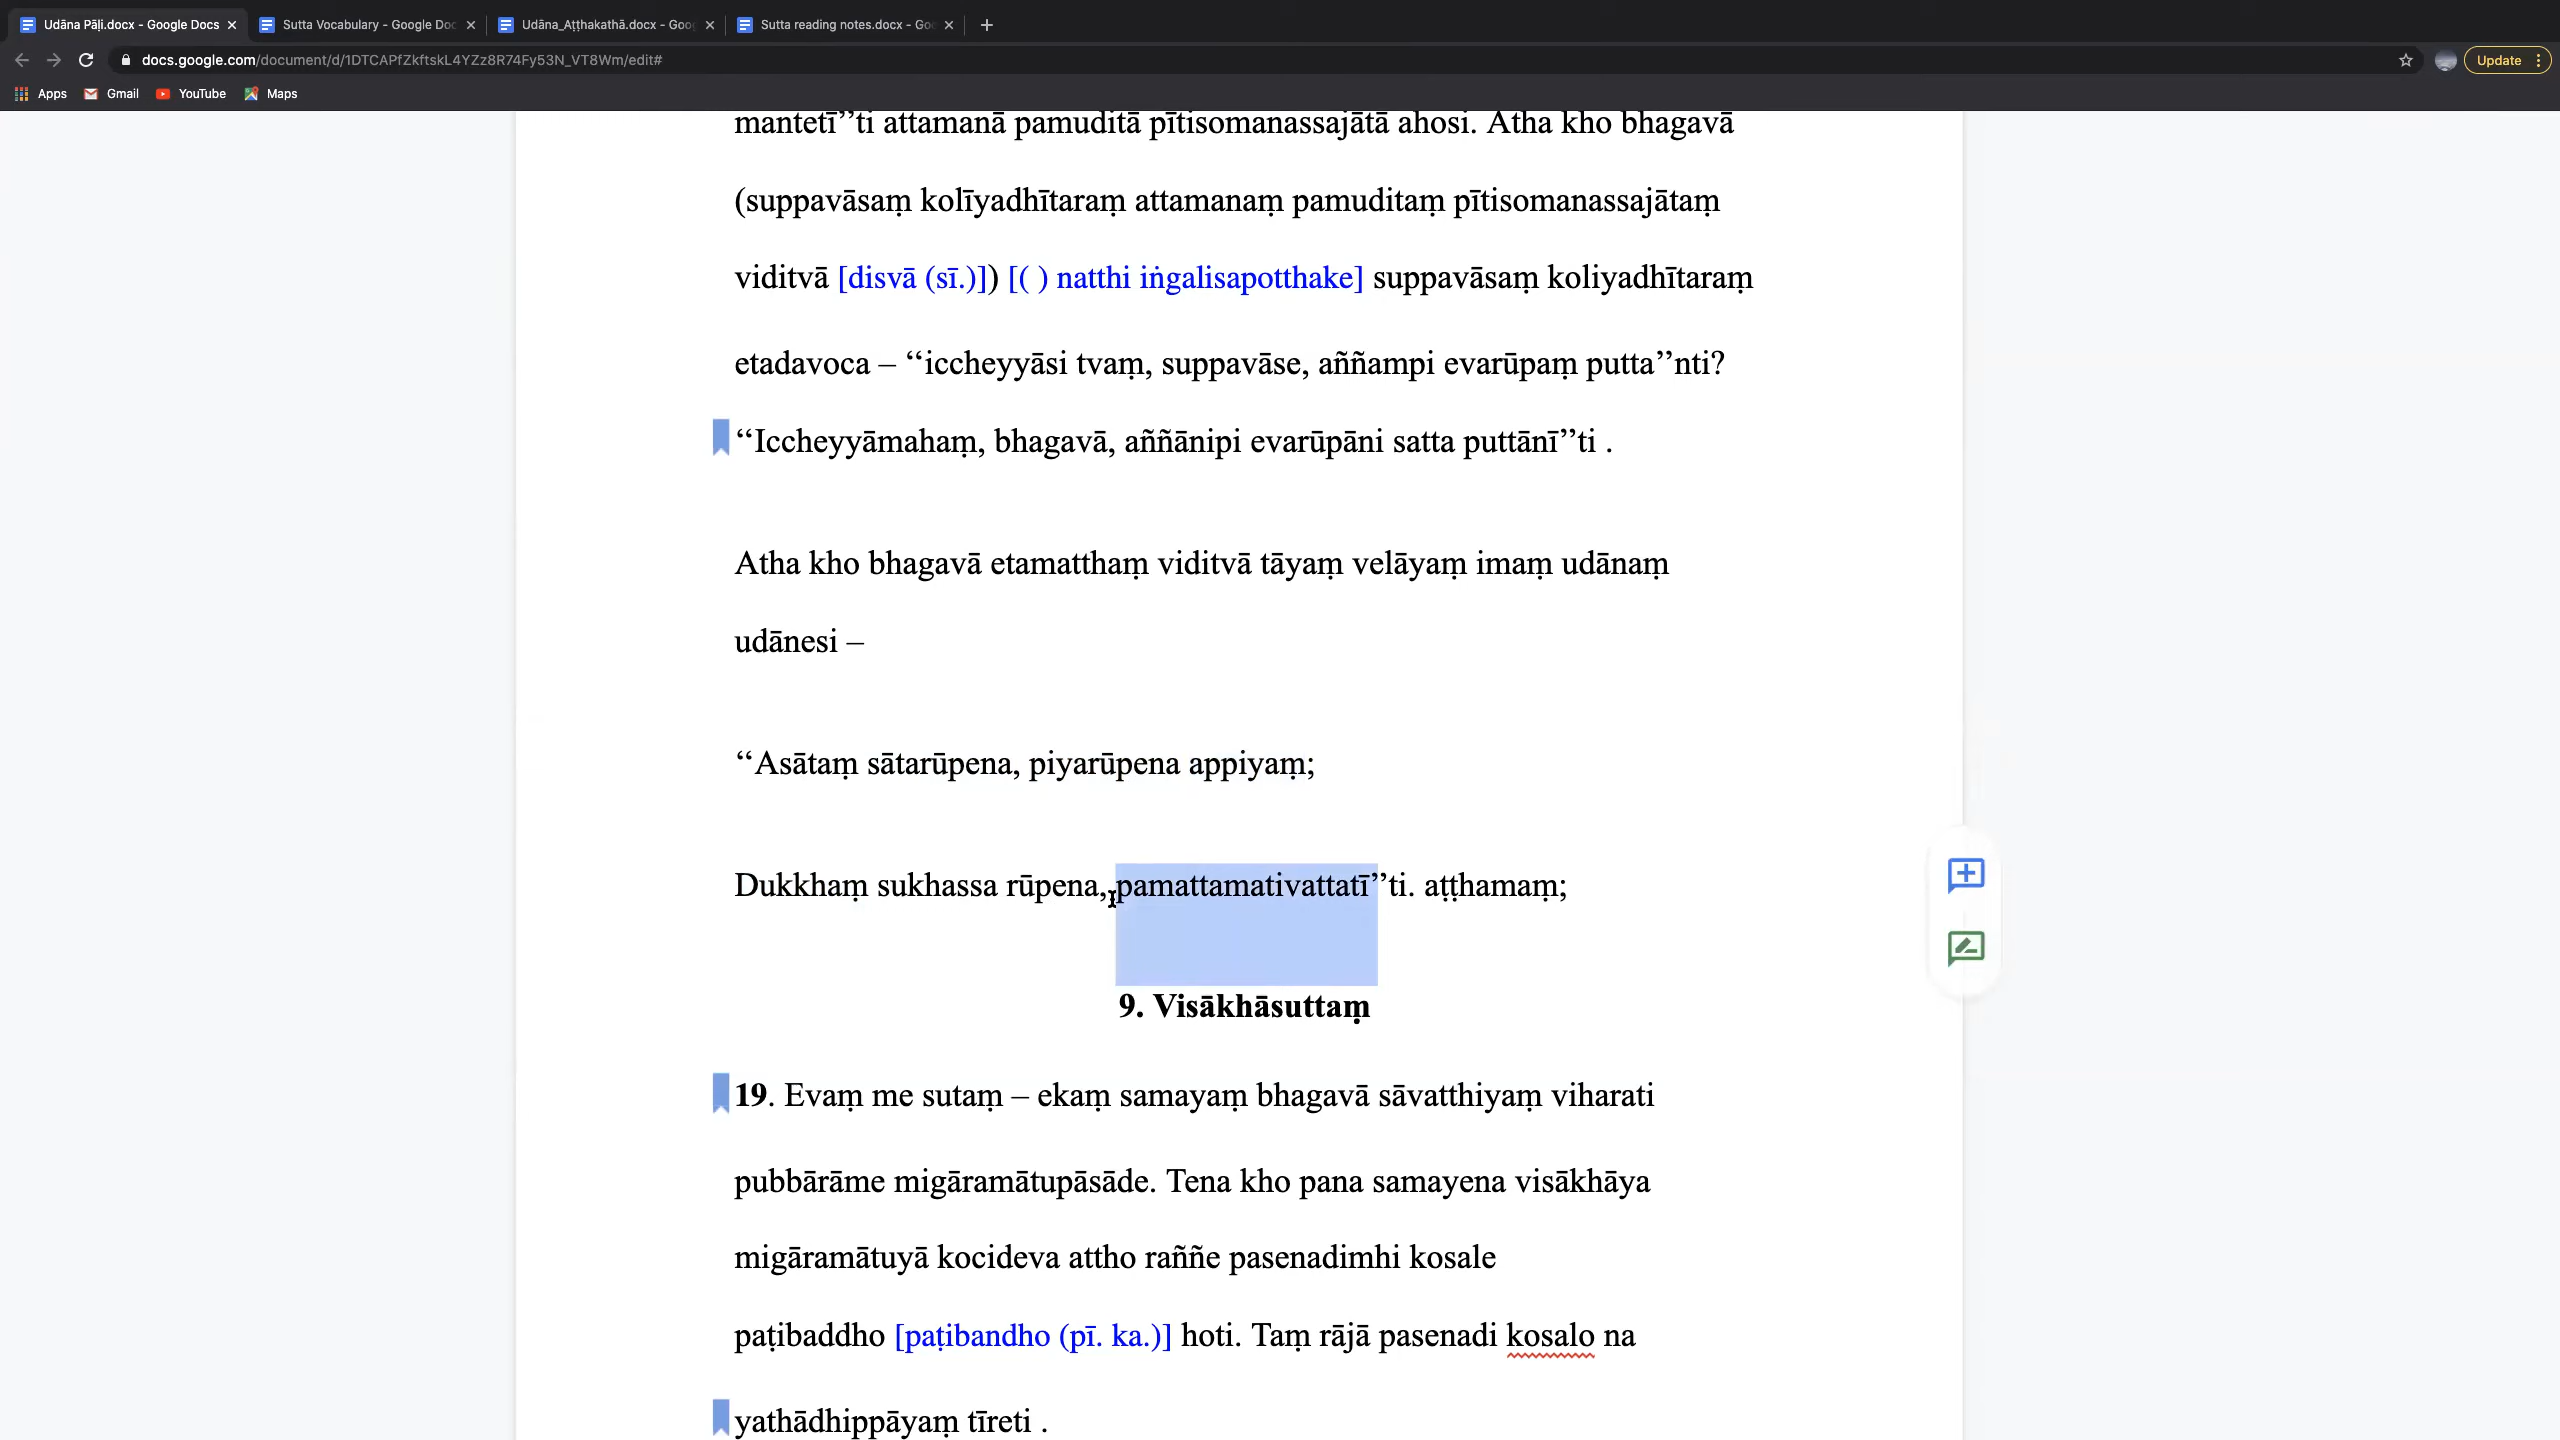 Udāna Pāḷi.docx - Google Docs
Sutta Vocabulary - Google Doc
Udāna_Aṭṭhakathā.docx - Goog
Sutta reading notes.docx - Go
docs.google.com/document/d/1DTCAPfZkftskL4YZz8R74Fy53N_VT8Wm/edit#
Update
Apps
Gmail
YouTube
Maps
mantetī’’ti attamanā pamuditā pītisomanassajātā ahosi. Atha kho bhagavā
(suppavāsaṃ kolīyadhītaraṃ attamanaṃ pamuditaṃ pītisomanassajātaṃ
viditvā [disvā (sī.)]) [( ) natthi iṅgalisapotthake] suppavāsaṃ koliyadhītaraṃ
etadavoca – ‘‘iccheyyāsi tvaṃ, suppavāse, aññampi evarūpaṃ putta’’nti?
‘‘Iccheyyāmahaṃ, bhagavā, aññānipi evarūpāni satta puttānī’’ti .
Atha kho bhagavā etamatthaṃ viditvā tāyaṃ velāyaṃ imaṃ udānaṃ
udānesi –
‘‘Asātaṃ sātarūpena, piyarūpena appiyaṃ;
Dukkhaṃ sukhassa rūpena, pamattamativattatī’’ti. aṭṭhamaṃ;
9. Visākhāsuttaṃ
19. Evaṃ me sutaṃ – ekaṃ samayaṃ bhagavā sāvatthiyaṃ viharati
pubbārāme migāramātupāsāde. Tena kho pana samayena visākhāya
migāramātuyā kocideva attho raññe pasenadimhi kosale
paṭibaddho [paṭibandho (pī. ka.)] hoti. Taṃ rājā pasenadi kosalo na
yathādhippāyaṃ tīreti .